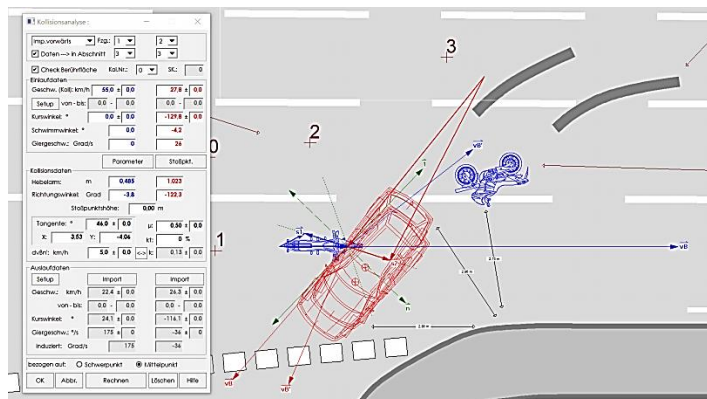 Kollisionsanalyse:
Imp.vorwärts Fzg.: 1 2
Daten ---> in Abschnitt 3 3
Check Berührfläche Kol.Nr.: 0 SK.: 0
Einlaufdaten
Geschw. (Koll): km/h 55,0 ± 0,0 27,8 ± 0,0
Setup von - bis: 0,0 - 0,0 0,0 - 0,0
Kurswinkel: ° 0,0 ± 0,0 -129,8 ± 0,0
Schwimmwinkel: ° 0,0 -4,2
Giergeschw.: Grad/s 0 26
Parameter Stoßpkt.
Kollisionsdaten
Hebelarm: m 0,485 1,023
Richtungswinkel: Grad -3,8 -122,3
Stoßpunktshöhe: 0,00 m
Tangente: ° 46,0 ± 0,0 µ: 0,50 ± 0,0
X: 3,53 Y: -4,06 kt: 0 %
dvBn: km/h 5,0 ± 0,0 <-> k: 0,13 ± 0,0
Auslaufdaten
Setup Import Import
Geschw.: km/h 22,4 ± 0,0 26,3 ± 0,0
von - bis: 0,0 - 0,0 0,0 - 0,0
Kurswinkel: ° 24,1 ± 0,0 -116,1 ± 0,0
Giergeschw.: °/s 175 ± 0 -36 ± 0
induziert: Grad/s 175 -36
bezogen auf: Schwerpunkt Mittelpunkt
OK Abbr. Rechnen Löschen Hilfe
3
2
0
1
vB'
t
n
s1
s2
vB
vB
vB'